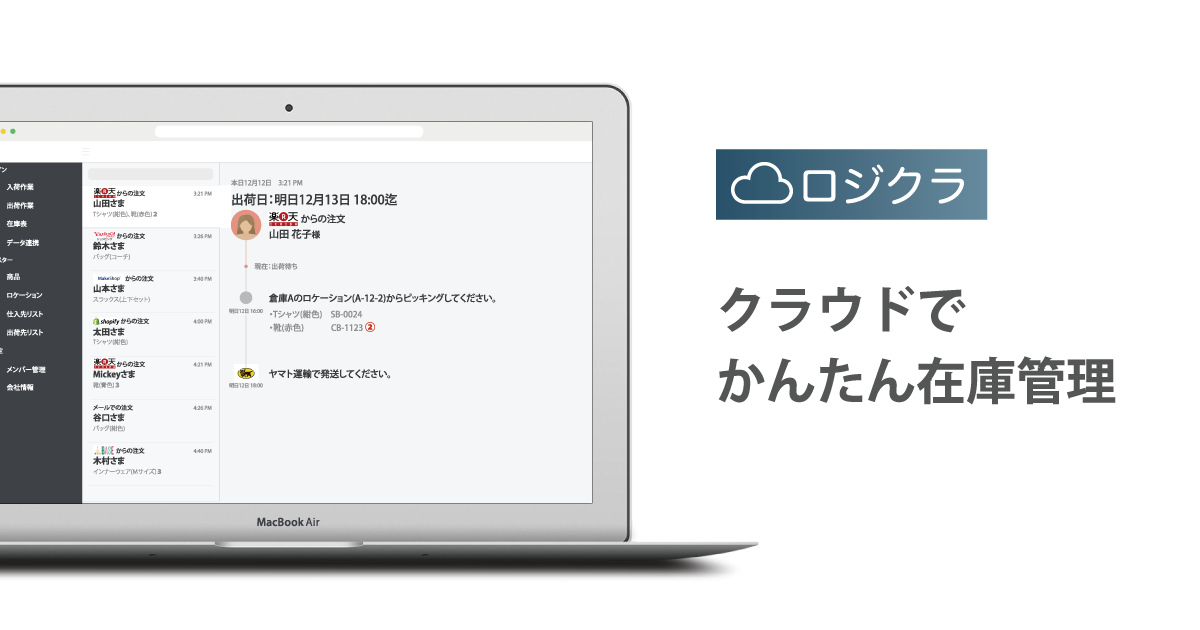 入荷作業
出荷作業
在庫表
データ連携
商品
ロケーション
仕入先リスト
出荷先リスト
メンバー管理
会社情報
楽天 からの注文 3:21 PM
山田さま
Tシャツ(紺色)、靴(赤色) 2
Yahoo! からの注文 3:26 PM
鈴木さま
バッグ(コーチ)
MakeShop からの注文 3:40 PM
山本さま
スラックス(上下セット)
shopify からの注文 4:00 PM
太田さま
Tシャツ(紺色)
楽天 からの注文 4:21 PM
Mickeyさま
靴(黄色) 3
メールでの注文 4:26 PM
谷口さま
バッグ(紺色)
BASE からの注文 4:40 PM
木村さま
インナーウェア(Mサイズ) 3
本日12月12日 3:21 PM
出荷日：明日12月13日 18:00迄
楽天 からの注文
山田 花子様
現在：出荷待ち
倉庫Aのロケーション(A-12-2)からピッキングしてください。
明日12日 16:00
・Tシャツ(紺色) SB-0024
・靴(赤色) CB-1123 ②
ヤマト運輸で発送してください。
明日12日 18:00
MacBook Air
ロジクラ
クラウドで
かんたん在庫管理